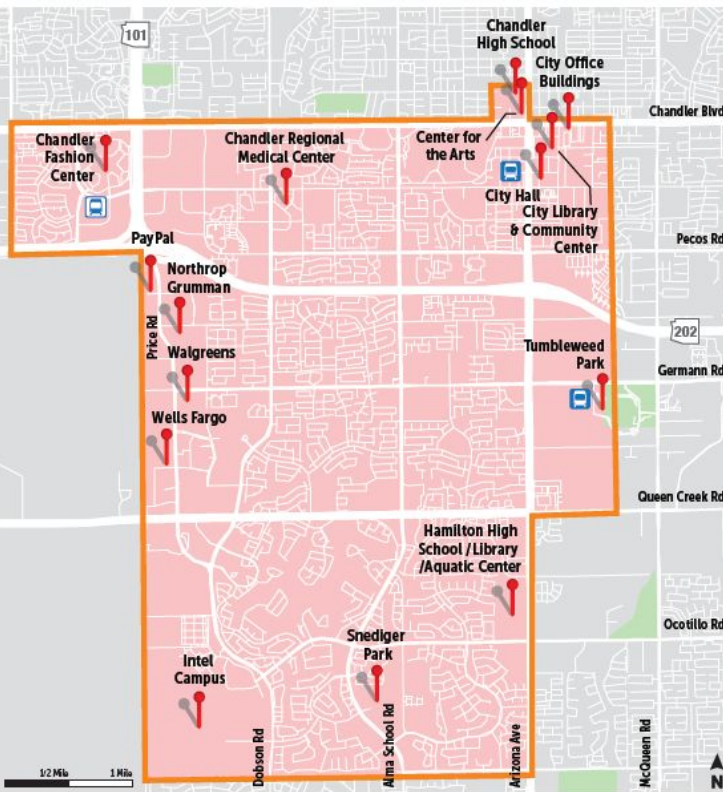 101
Chandler
High School
City Office
Buildings
Chandler Blvd
Chandler
Fashion
Center
Chandler Regional
Medical Center
Center for
the Arts
City Hall
City Library
& Community
Center
PayPal
Pecos Rd
Northrop
Grumman
Price Rd
202
Walgreens
Tumbleweed
Park
Germann Rd
Wells Fargo
Queen Creek Rd
Hamilton High
School / Library
/Aquatic Center
Ocotillo Rd
Snediger
Park
Intel
Campus
Dobson Rd
Alma School Rd
Arizona Ave
McQueen Rd
1/2 Mile
1 Mile
N